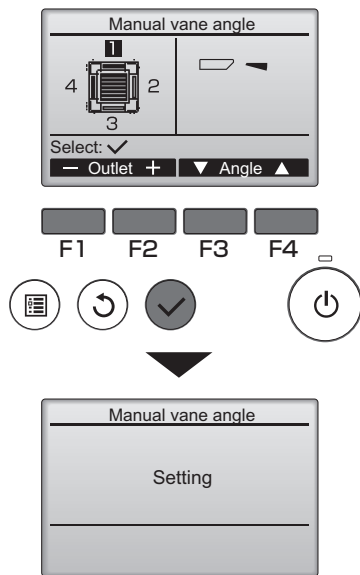 Manual vane angle
1
4 2
3
Select:
— Outlet + ▼ Angle ▲
F1 F2 F3 F4
Manual vane angle
Setting